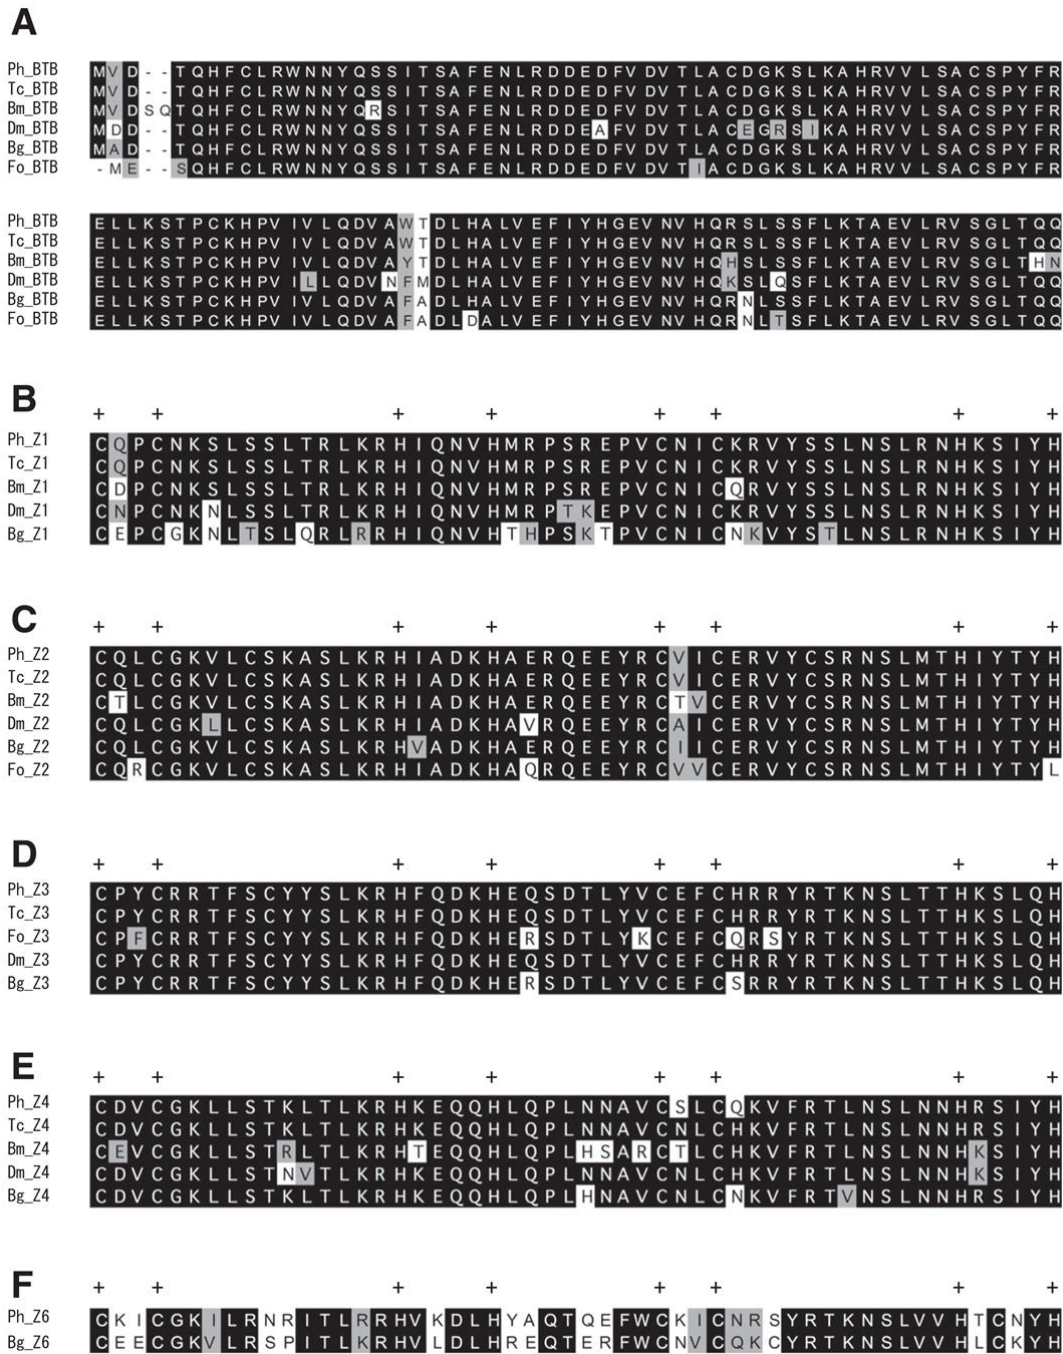 A
Ph_BTB MVD--TQHFCLRWNNYQSSITSAFENLRDDEDFVDVTLACDGKSLKAHRVVLSACSPYFR
Tc_BTB MVD--TQHFCLRWNNYQSSITSAFENLRDDEDFVDVTLACDGKSLKAHRVVLSACSPYFR
Bm_BTB MVDSQTQHFCLRWNNYQRSITSAFENLRDDEDFVDVTLACDGKSLKAHRVVLSACSPYFR
Dm_BTB MDD--TQHFCLRWNNYQSSITSAFENLRDDEAFVDVTLACEGRSIKAHRVVLSACSPYFR
Bg_BTB MAD--TQHFCLRWNNYQSSITSAFENLRDDEDFVDVTLACDGKSLKAHRVVLSACSPYFR
Fo_BTB -ME--SQHFCLRWNNYQSSITSAFENLRDDEDFVDVTIACDGKSLKAHRVVLSACSPYFR
Ph_BTB ELLKSTPCKHPVIVLQDVAWTDLHALVEFIYHGEVNVHQRSLSSFLKTAEVLRVSGLTQQ
Tc_BTB ELLKSTPCKHPVIVLQDVAWTDLHALVEFIYHGEVNVHQRSLSSFLKTAEVLRVSGLTQQ
Bm_BTB ELLKSTPCKHPVIVLQDVAYTDLHALVEFIYHGEVNVHQHSLSSFLKTAEVLRVSGLTHN
Dm_BTB ELLKSTPCKHPVILLQDVNFMDLHALVEFIYHGEVNVHQKSLQSFLKTAEVLRVSGLTQQ
Bg_BTB ELLKSTPCKHPVIVLQDVAFADLHALVEFIYHGEVNVHQRNLSSFLKTAEVLRVSGLTQQ
Fo_BTB ELLKSTPCKHPVIVLQDVAFADLDALVEFIYHGEVNVHQRNLTSFLKTAEVLRVSGLTQQ
B
+ + + + + + + +
Ph_Z1 CQPCNKSLSSLTRLKRHIQNVHMRPSREPVCNICKRVYSSLNSLRNHKSIYH
Tc_Z1 CQPCNKSLSSLTRLKRHIQNVHMRPSREPVCNICKRVYSSLNSLRNHKSIYH
Bm_Z1 CDPCNKSLSSLTRLKRHIQNVHMRPSREPVCNICQRVYSSLNSLRNHKSIYH
Dm_Z1 CNPCNKNLSSLTRLKRHIQNVHMRPTKEPVCNICKRVYSSLNSLRNHKSIYH
Bg_Z1 CEPCGKNLTSLQRLRRHIQNVHTHPSKTPVCNICNKVYSTLNSLRNHKSIYH
C
+ + + + + + + +
Ph_Z2 CQLCGKVLCSKASLKRHIADKHAERQEEYRCVICERVYCSRNSLMTHIYTYH
Tc_Z2 CQLCGKVLCSKASLKRHIADKHAERQEEYRCVICERVYCSRNSLMTHIYTYH
Bm_Z2 CTLCGKVLCSKASLKRHIADKHAERQEEYRCTVCERVYCSRNSLMTHIYTYH
Dm_Z2 CQLCGKLLCSKASLKRHIADKHAVRQEEYRCAICERVYCSRNSLMTHIYTYH
Bg_Z2 CQLCGKVLCSKASLKRHVADKHAERQEEYRCIICERVYCSRNSLMTHIYTYH
Fo_Z2 CQRCGKVLCSKASLKRHIADKHAQRQEEYRCVVCERVYCSRNSLMTHIYTYL
D
+ + + + + + + +
Ph_Z3 CPYCRRTFSCYYSLKRHFQDKHEQSDTLYVCEFCHRRYRTKNSLTTHKSLQH
Tc_Z3 CPYCRRTFSCYYSLKRHFQDKHEQSDTLYVCEFCHRRYRTKNSLTTHKSLQH
Fo_Z3 CPFCRRTFSCYYSLKRHFQDKHERSDTLYKCEFCQRSYRTKNSLTTHKSLQH
Dm_Z3 CPYCRRTFSCYYSLKRHFQDKHEQSDTLYVCEFCHRRYRTKNSLTTHKSLQH
Bg_Z3 CPYCRRTFSCYYSLKRHFQDKHERSDTLYVCEFCSRRYRTKNSLTTHKSLQH
E
+ + + + + + + +
Ph_Z4 CDVCGKLLSTKLTLKRHKEQQHLQPLNNAVCSLCQKVFRTLNSLNNHRSIYH
Tc_Z4 CDVCGKLLSTKLTLKRHKEQQHLQPLNNAVCNLCHKVFRTLNSLNNHRSIYH
Bm_Z4 CEVCGKLLSTRLTLKRHTEQQHLQPLHSARCTLCHKVFRTLNSLNNHKSIYH
Dm_Z4 CDVCGKLLSTNVTLKRHKEQQHLQPLNNAVCNLCHKVFRTLNSLNNHKSIYH
Bg_Z4 CDVCGKLLSTKLTLKRHKEQQHLQPLHNAVCNLCNKVFRTVNSLNNHRSIYH
F
+ + + + + + + +
Ph_Z6 CKICGKILRNRITLRRHVKDLHYAQTQEFWCKICNRSYRTKNSLVVHTCNYH
Bg_Z6 CEECGKVLRSPITLKRHVLDLHREQTERFWCNVCQKCYRTKNSLVVHLCKYH